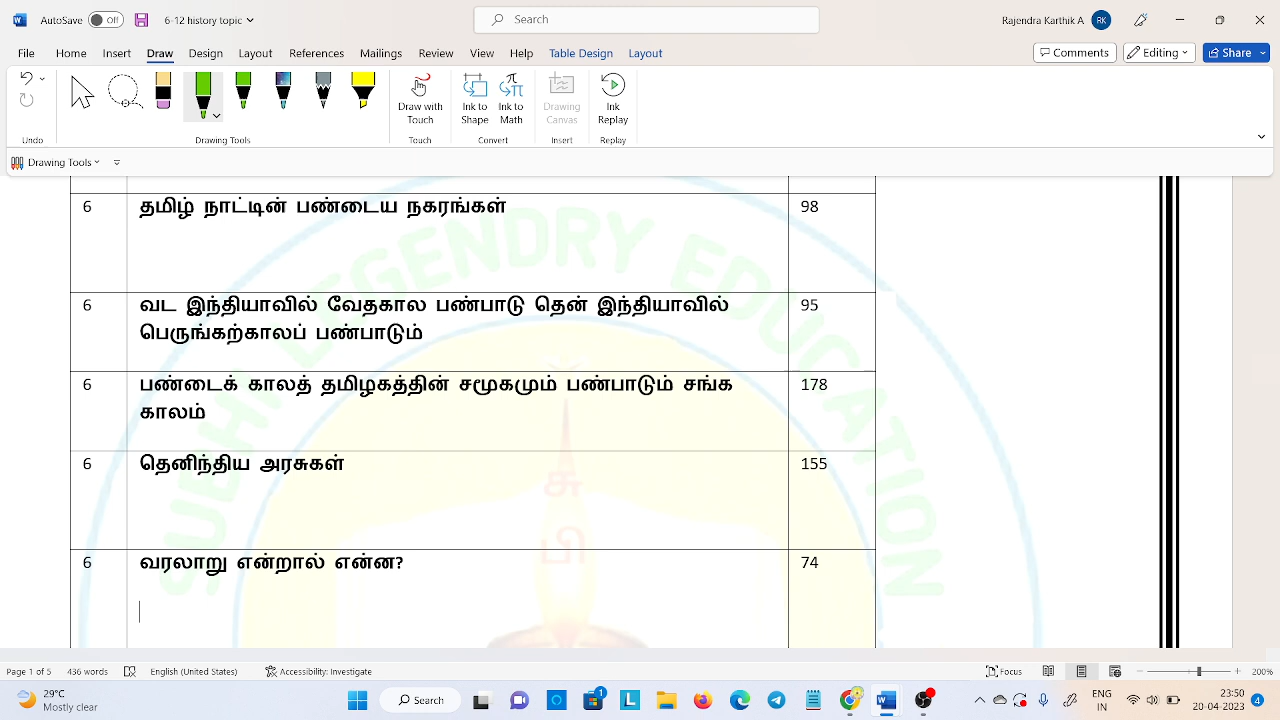 AutoSave Off 6-12 history topic Search Rajendra Karthik A RK
File Home Insert Draw Design Layout References Mailings Review View Help Table Design Layout Comments Editing Share
Draw with Touch Ink to Shape Ink to Math Drawing Canvas Ink Replay
Undo Drawing Tools Touch Convert Insert Replay
Drawing Tools
6 தமிழ் நாட்டின் பண்டைய நகரங்கள் 98
6 வட இந்தியாவில் வேதகால பண்பாடு தென் இந்தியாவில் 95
பெருங்கற்காலப் பண்பாடும்
6 பண்டைக் காலத் தமிழகத்தின் சமூகமும் பண்பாடும் சங்க 178
காலம்
6 தெனிந்திய அரசுகள் 155
6 வரலாறு என்றால் என்ன? 74
EGENDRY EDUCATION
சு
பி
Page 1 of 5 436 words English (United States) Accessibility: Investigate Focus 200%
29°C Mostly clear Search ENG IN 23:50 20-04-2023